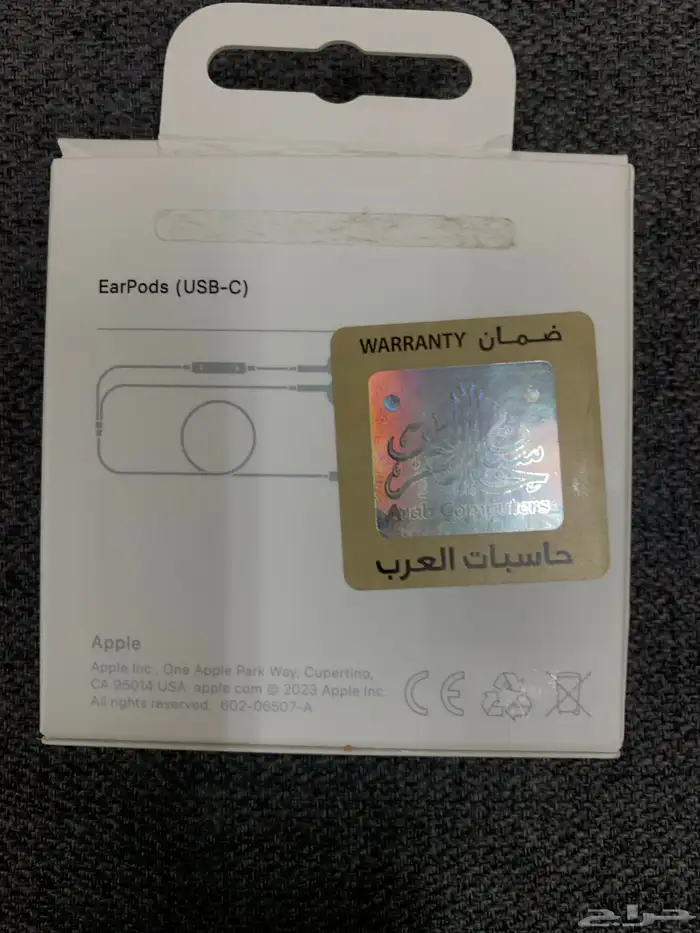 EarPods (USB-C)
WARRANTY ضمان
Arab Computers
حاسبات العرب
Apple
Apple Inc., One Apple Park Way, Cupertino,
CA 95014 USA. apple.com © 2023 Apple Inc.
All rights reserved. 602-06507-A
CE
حراج